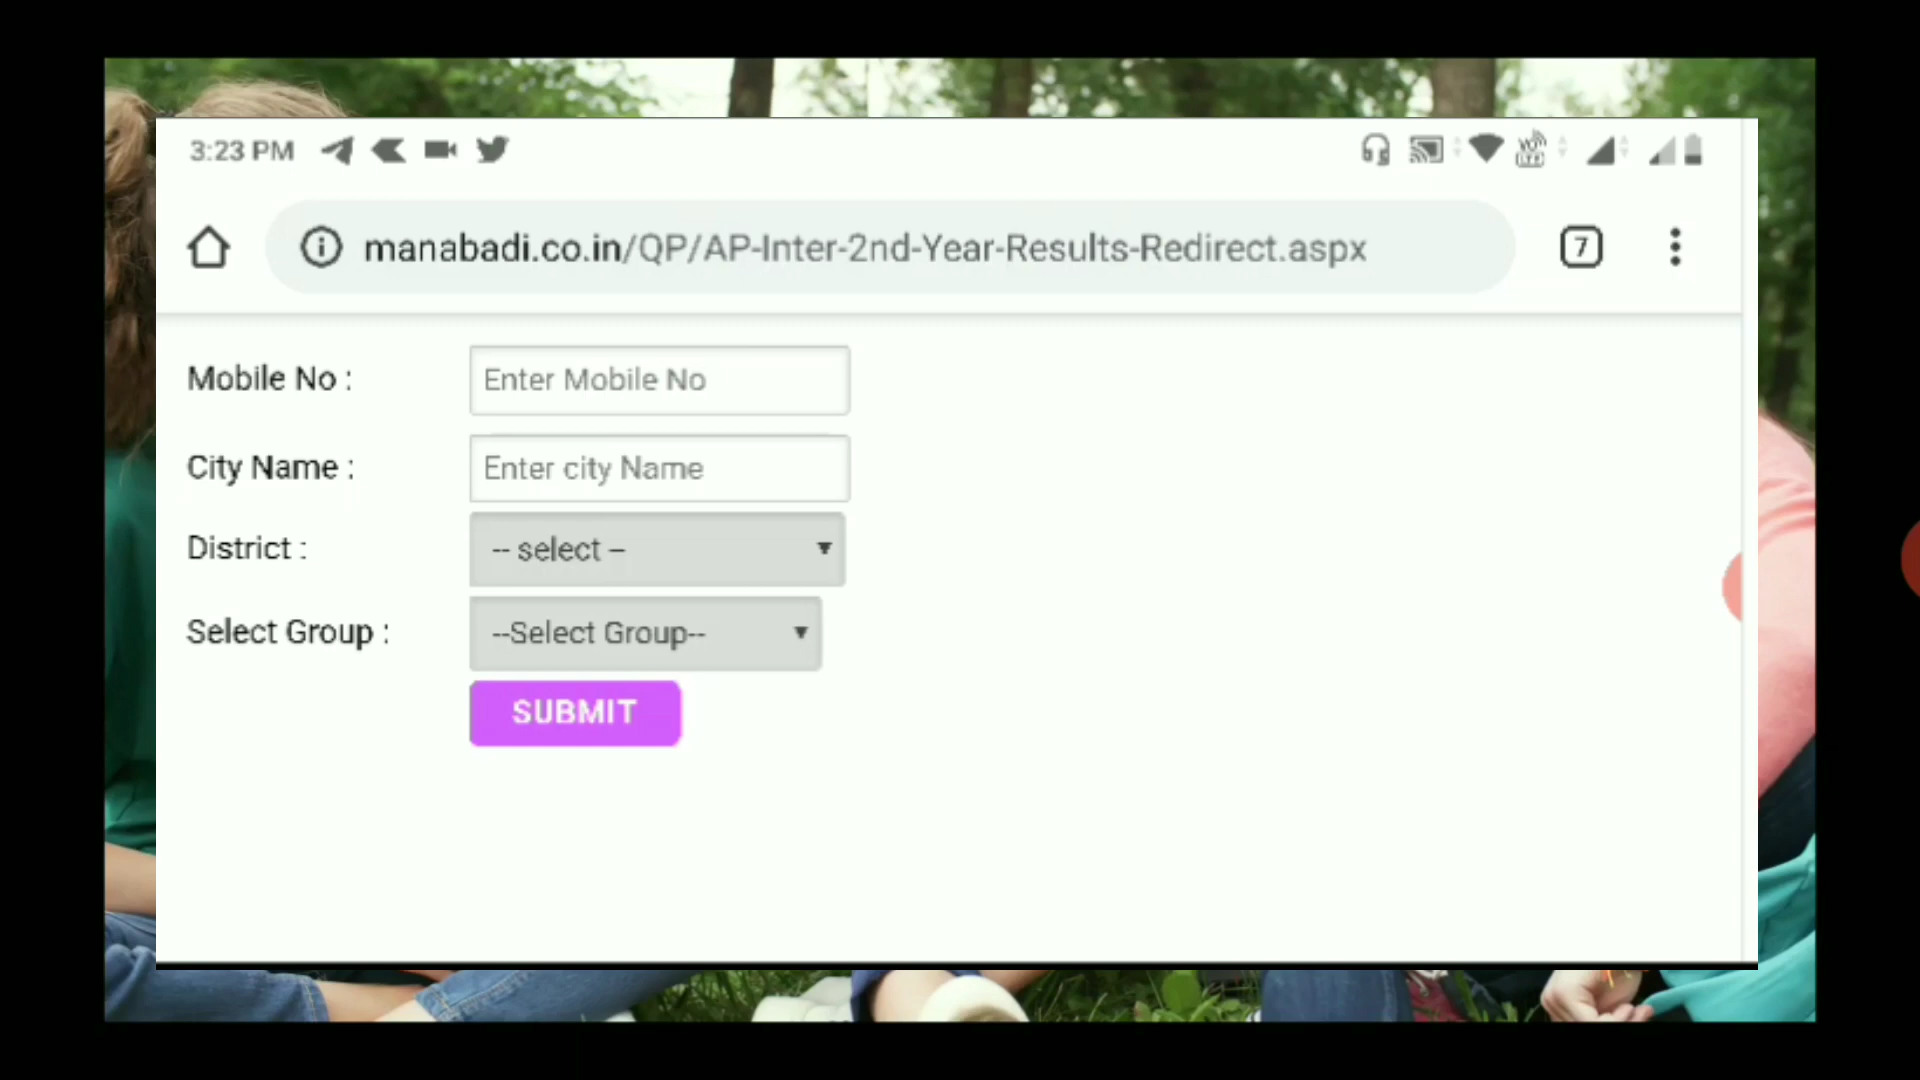 3:23 PM
manabadi.co.in/QP/AP-Inter-2nd-Year-Results-Redirect.aspx
7
Mobile No :
Enter Mobile No
City Name :
Enter city Name
District :
-- select –
Select Group :
--Select Group--
SUBMIT